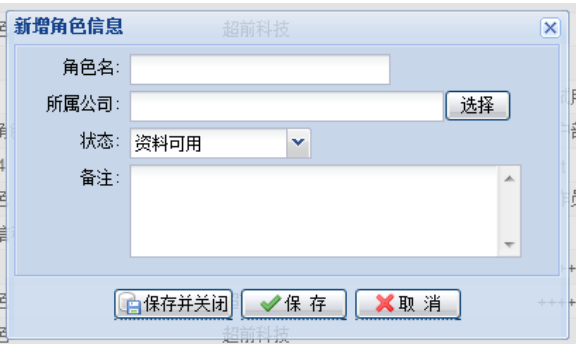 新增角色信息
超前科技
角色名:
所属公司:
选择
状态:
资料可用
备注:
保存并关闭
保 存
取 消
+++
超前科技